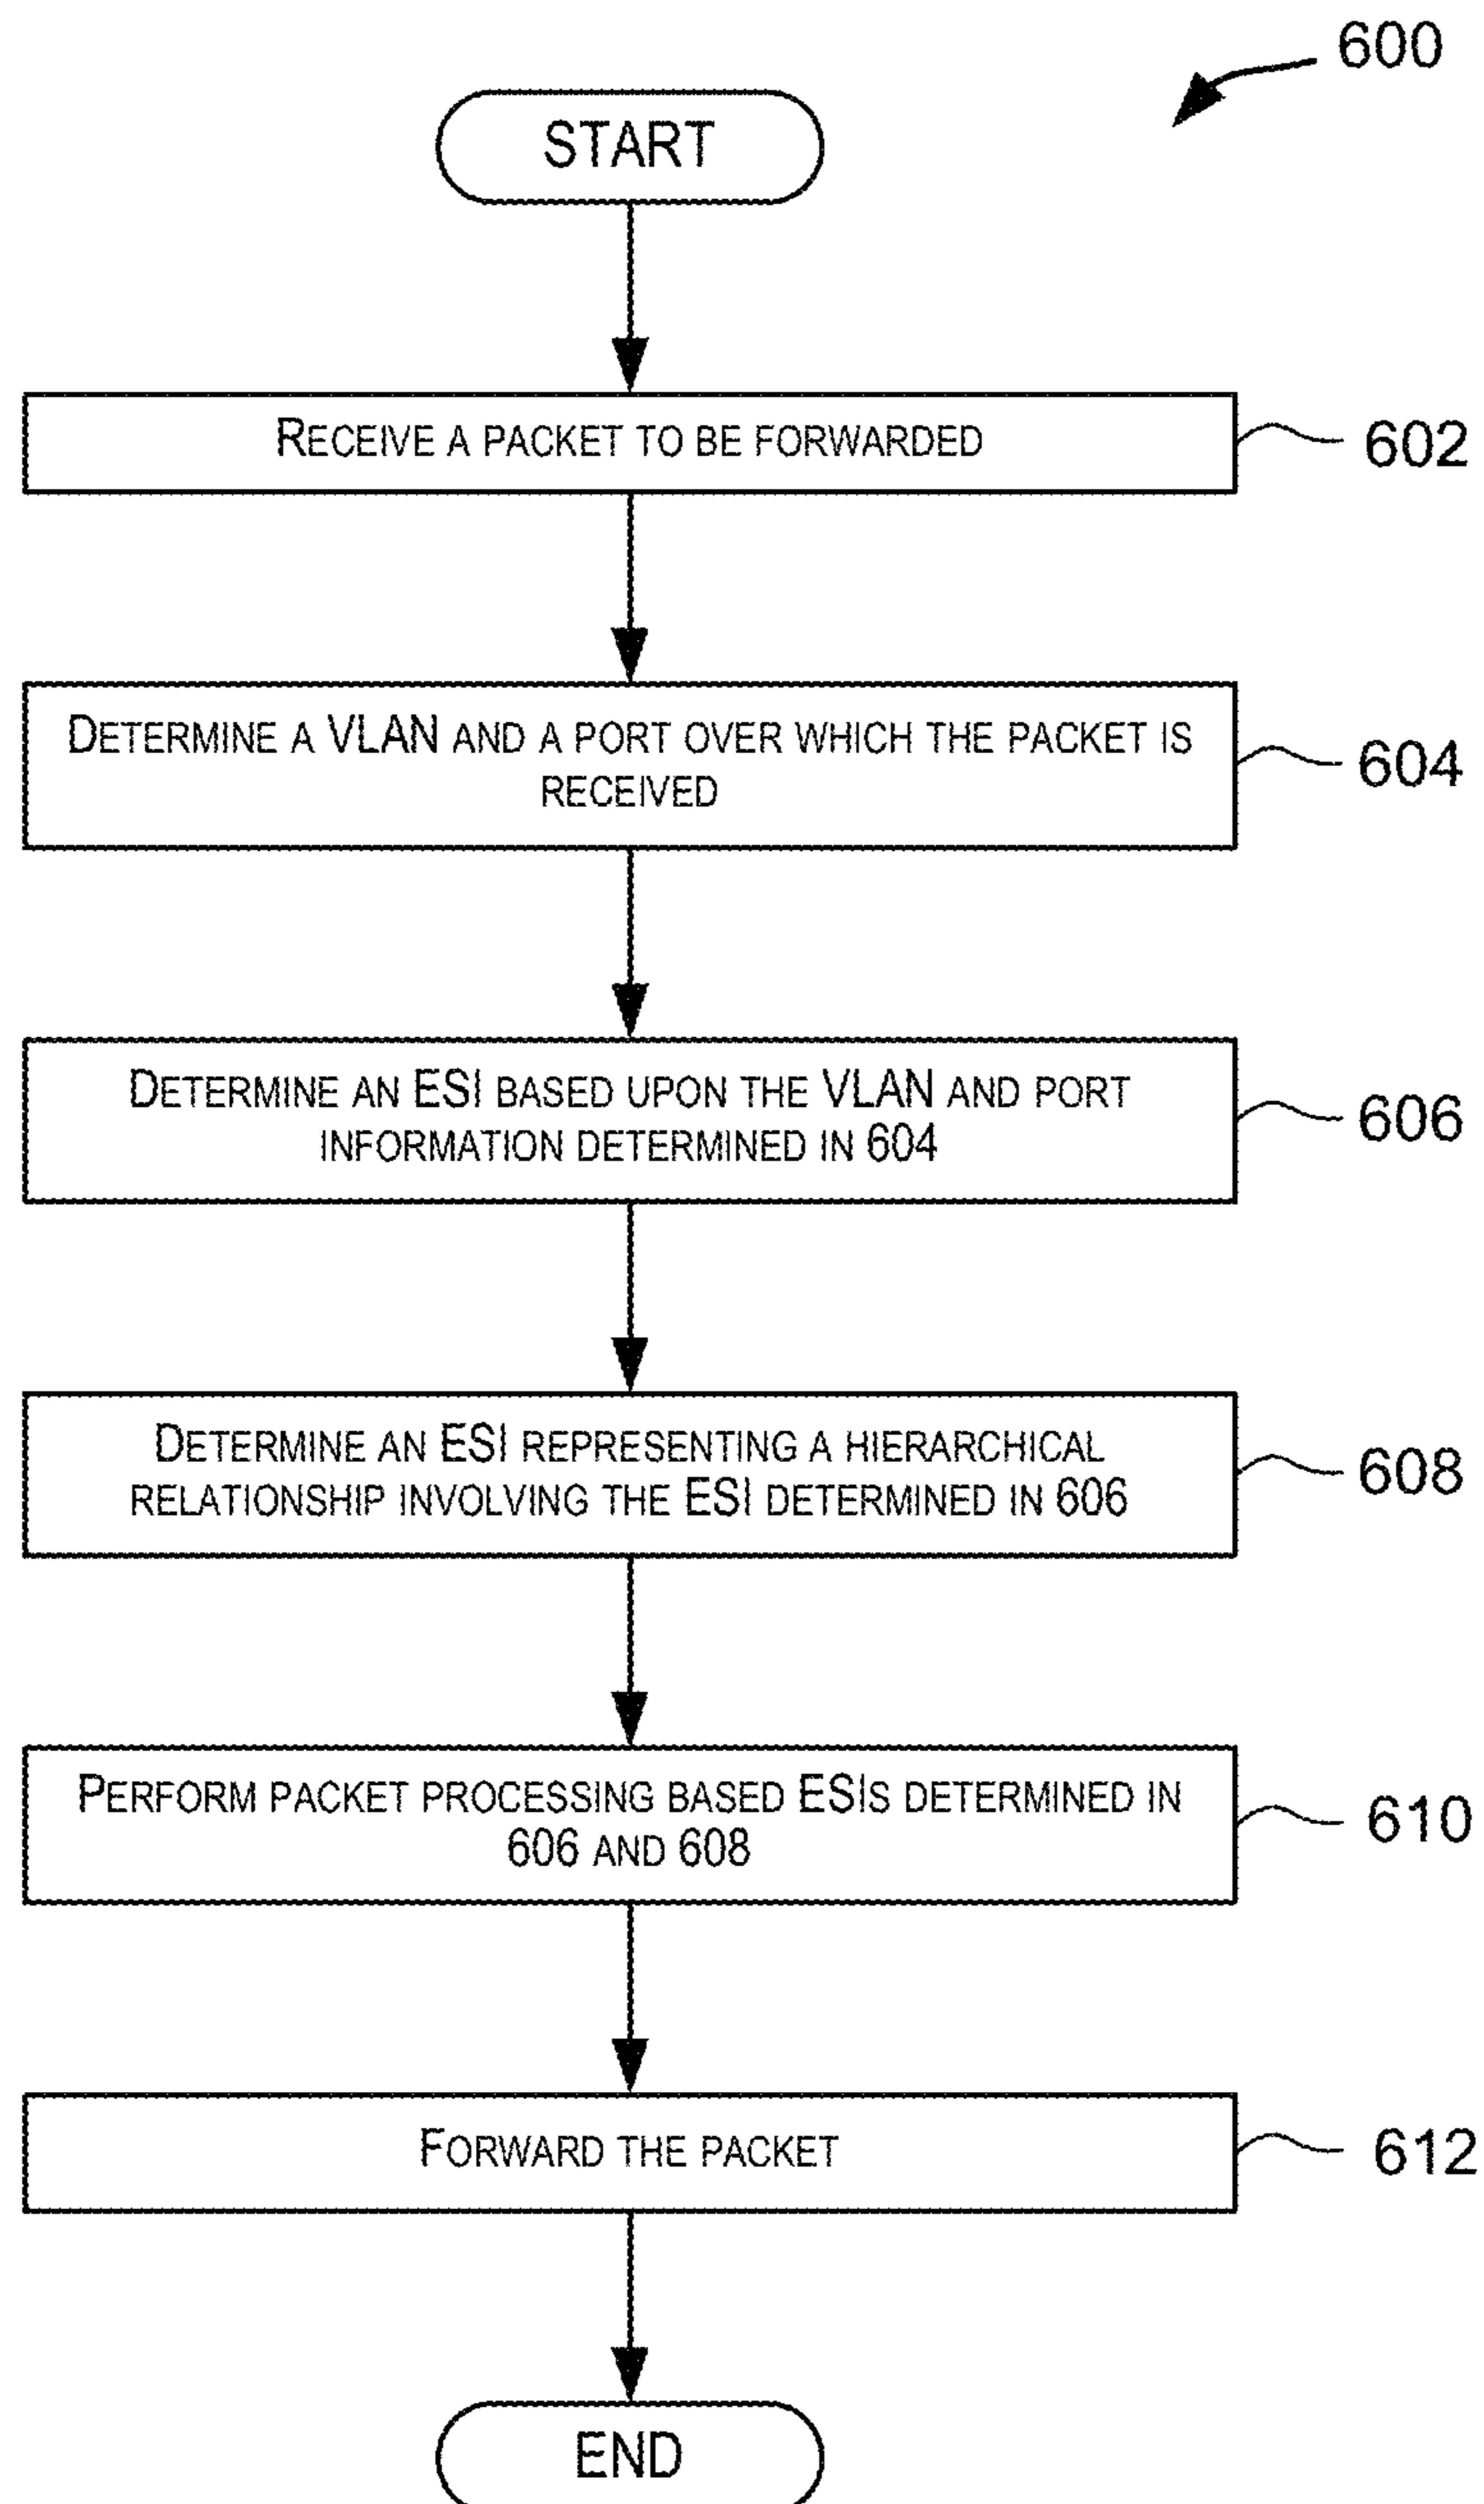 600
START
RECEIVE A PACKET TO BE FORWARDED
602
DETERMINE A VLAN AND A PORT OVER WHICH THE PACKET IS
RECEIVED
604
DETERMINE AN ESI BASED UPON THE VLAN AND PORT
INFORMATION DETERMINED IN 604
606
DETERMINE AN ESI REPRESENTING A HIERARCHICAL
RELATIONSHIP INVOLVING THE ESI DETERMINED IN 606
608
PERFORM PACKET PROCESSING BASED ESIS DETERMINED IN
606 AND 608
610
FORWARD THE PACKET
612
END